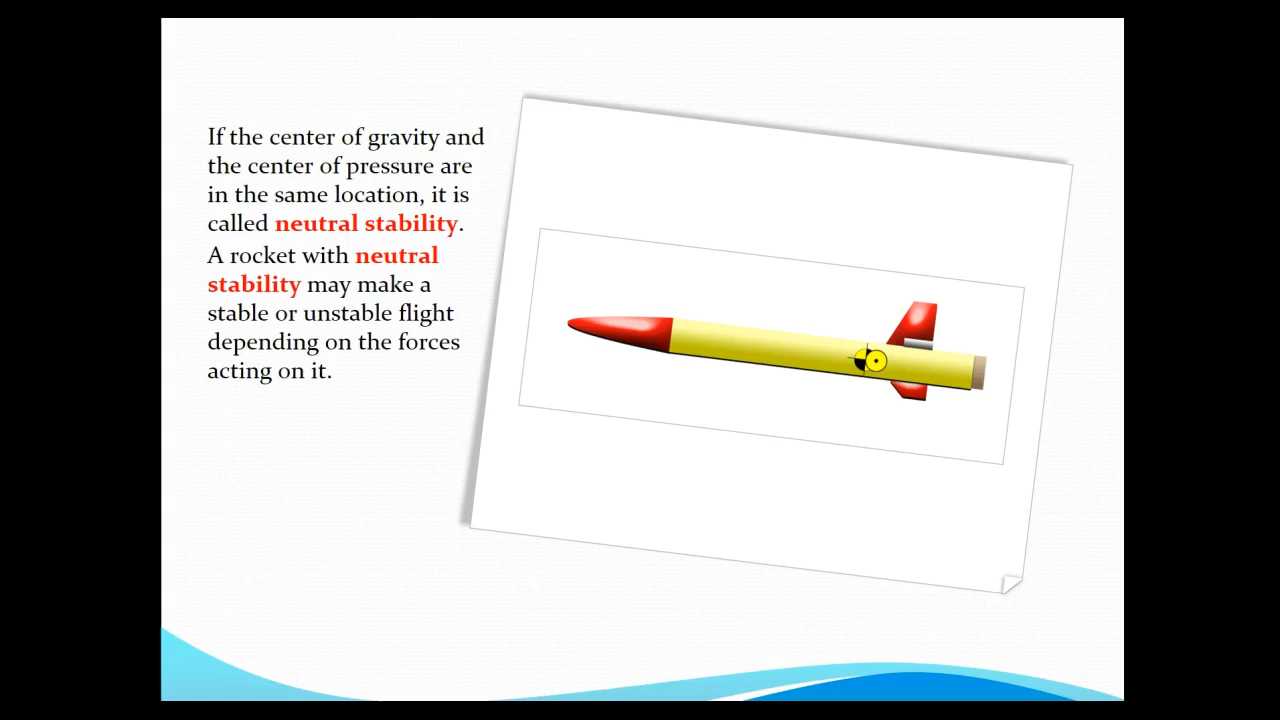 If the center of gravity and
the center of pressure are
in the same location, it is
called neutral stability.
A rocket with neutral
stability may make a
stable or unstable flight
depending on the forces
acting on it.